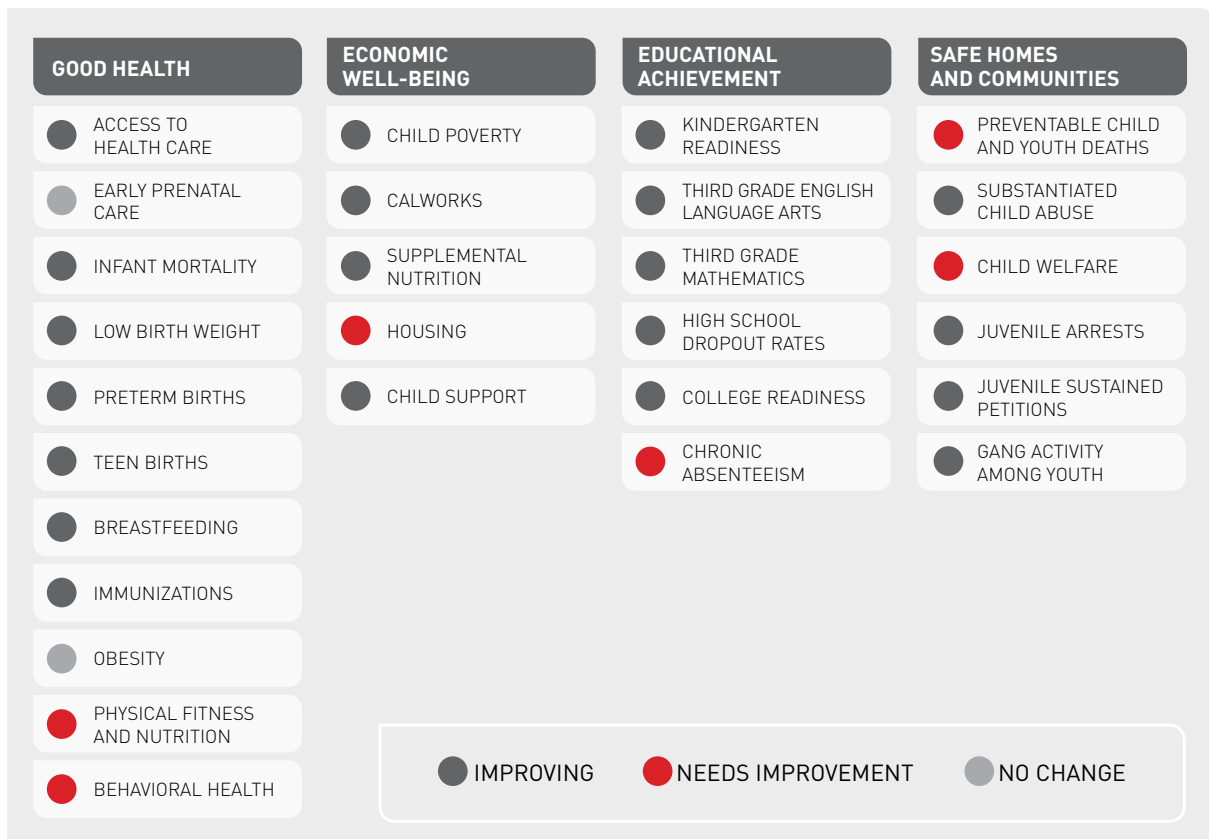 GOOD HEALTH
ACCESS TO
HEALTH CARE
EARLY PRENATAL
CARE
INFANT MORTALITY
LOW BIRTH WEIGHT
PRETERM BIRTHS
TEEN BIRTHS
BREASTFEEDING
IMMUNIZATIONS
OBESITY
PHYSICAL FITNESS
AND NUTRITION
BEHAVIORAL HEALTH
ECONOMIC
WELL-BEING
CHILD POVERTY
CALWORKS
SUPPLEMENTAL
NUTRITION
HOUSING
CHILD SUPPORT
EDUCATIONAL
ACHIEVEMENT
KINDERGARTEN
READINESS
THIRD GRADE ENGLISH
LANGUAGE ARTS
THIRD GRADE
MATHEMATICS
HIGH SCHOOL
DROPOUT RATES
COLLEGE READINESS
CHRONIC
ABSENTEEISM
SAFE HOMES
AND COMMUNITIES
PREVENTABLE CHILD
AND YOUTH DEATHS
SUBSTANTIATED
CHILD ABUSE
CHILD WELFARE
JUVENILE ARRESTS
JUVENILE SUSTAINED
PETITIONS
GANG ACTIVITY
AMONG YOUTH
IMPROVING
NEEDS IMPROVEMENT
NO CHANGE